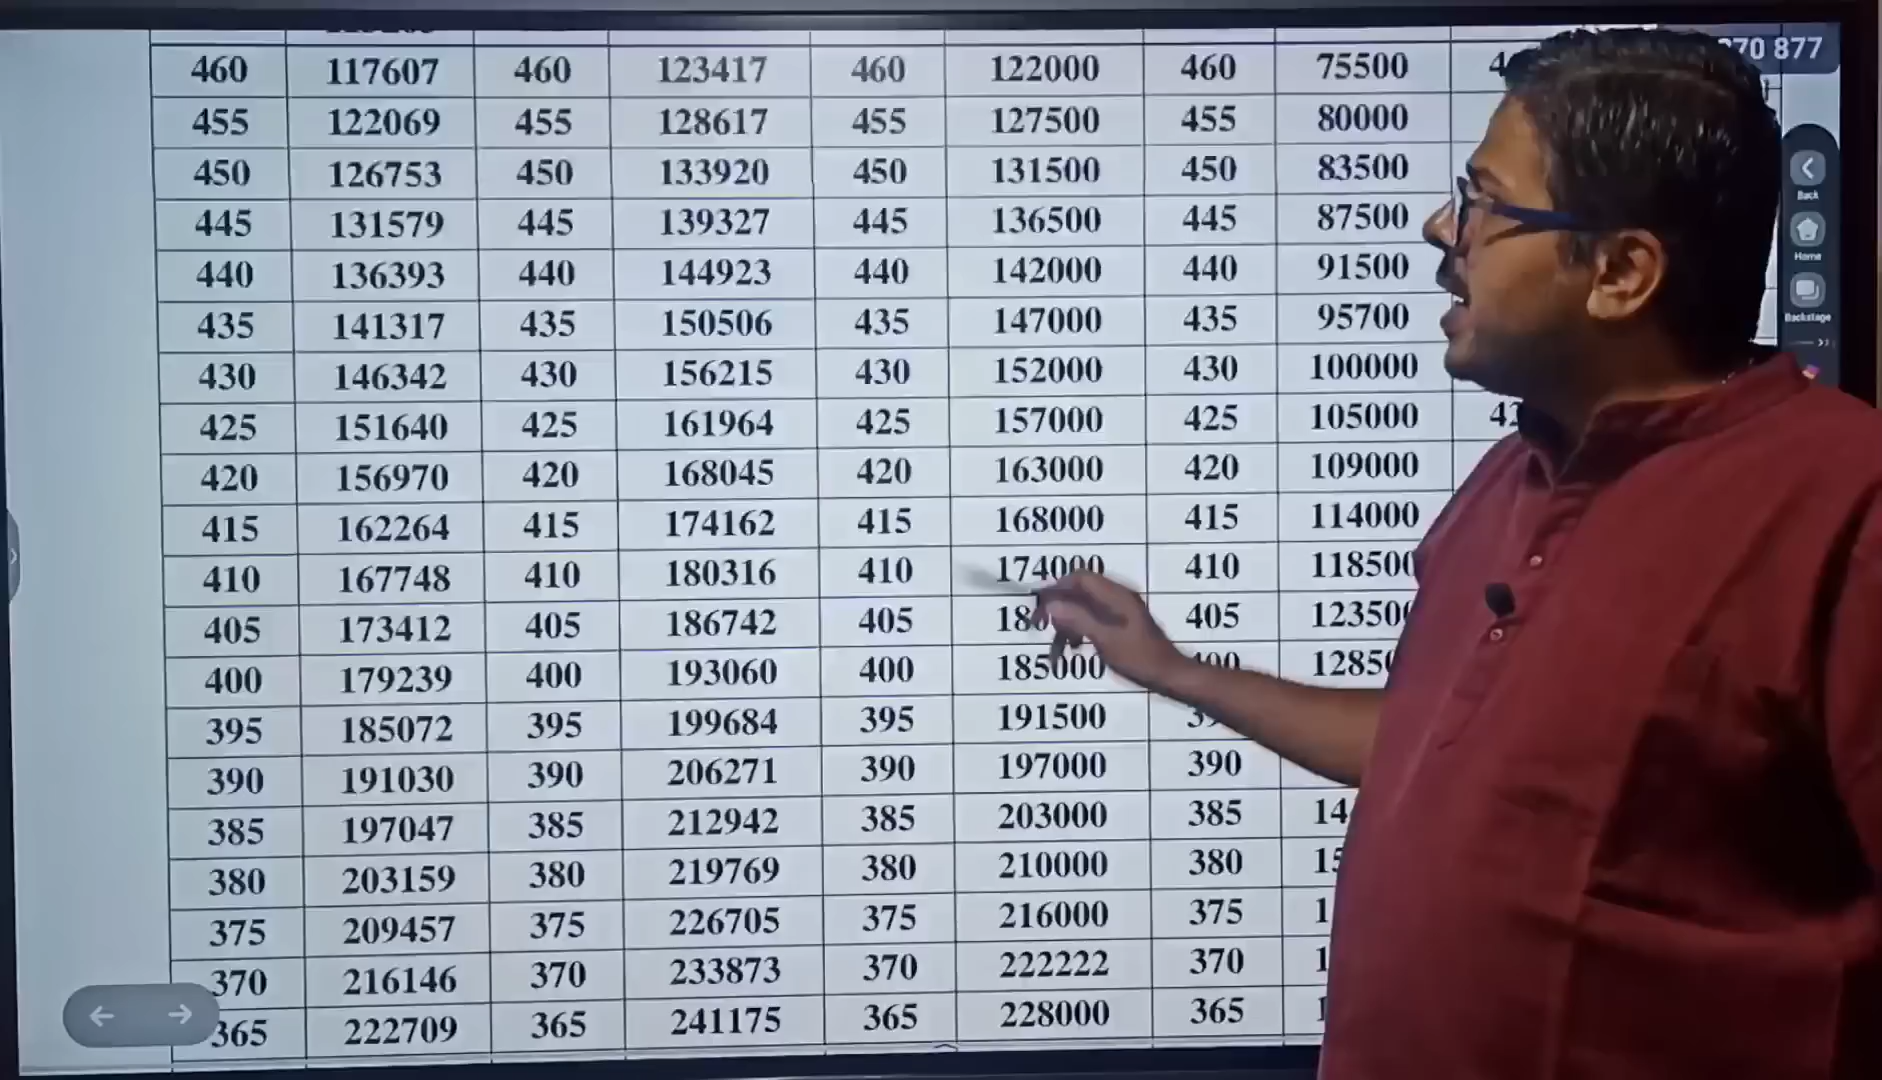 70 877
460 117607 460 123417 460 122000 460 75500
455 122069 455 128617 455 127500 455 80000
450 126753 450 133920 450 131500 450 83500
445 131579 445 139327 445 136500 445 87500
440 136393 440 144923 440 142000 440 91500
435 141317 435 150506 435 147000 435 95700
430 146342 430 156215 430 152000 430 100000
425 151640 425 161964 425 157000 425 105000
420 156970 420 168045 420 163000 420 109000
415 162264 415 174162 415 168000 415 114000
410 167748 410 180316 410 174000 410 118500
405 173412 405 186742 405 405
400 179239 400 193060 400 185000
395 185072 395 199684 395 191500
390 191030 390 206271 390 197000 390
385 197047 385 212942 385 203000 385
380 203159 380 219769 380 210000 380
375 209457 375 226705 375 216000 375
370 216146 370 233873 370 222222 370
365 222709 365 241175 365 228000 365
Back
Home
Backstage